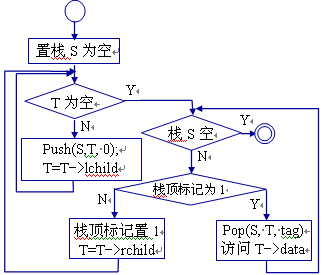 置栈 S 为空
T 为空
Y
N
Push(S,T, 0);
T=T->lchild
栈 S 空
Y
N
栈顶标记为 1
N
Y
栈顶标记置 1
T=T->rchild
Pop(S, T, tag)
访问 T->data